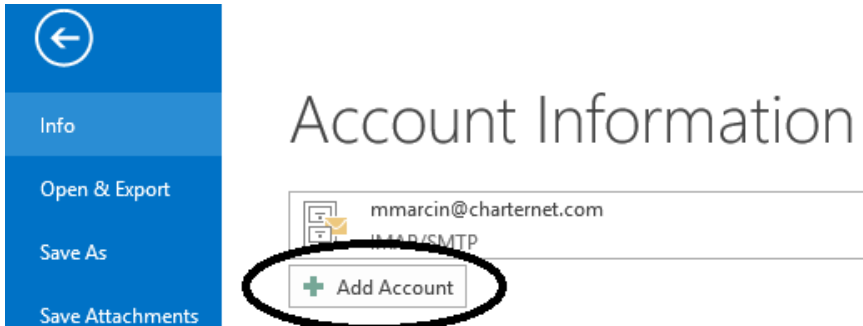 Info
Open & Export
Save As
Save Attachments
Account Information
mmarcin@charternet.com
IMAP/SMTP
Add Account